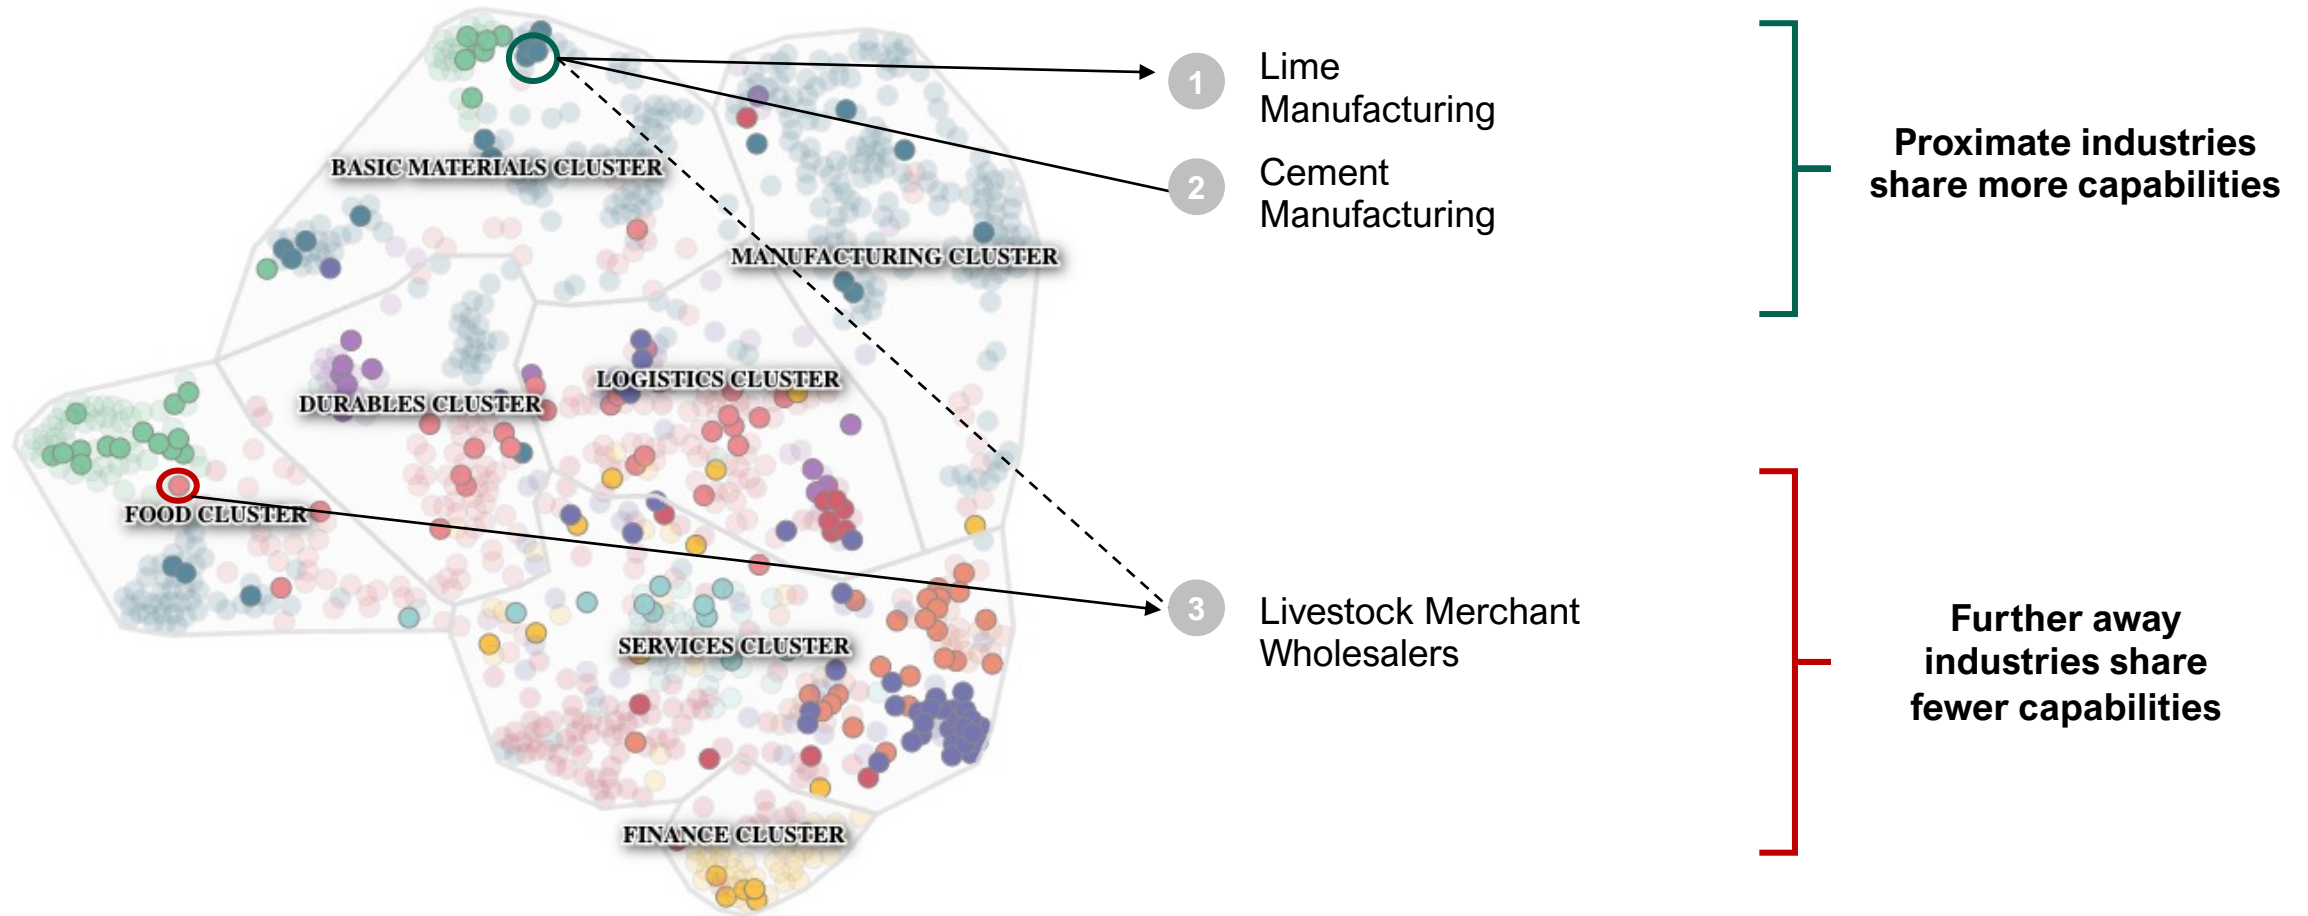 BASIC MATERIALS CLUSTER
MANUFACTURING CLUSTER
LOGISTICS CLUSTER
DURABLES CLUSTER
FOOD CLUSTER
SERVICES CLUSTER
FINANCE CLUSTER
1
Lime
Manufacturing
2
Cement
Manufacturing
3
Livestock Merchant
Wholesalers
Proximate industries
share more capabilities
Further away
industries share
fewer capabilities